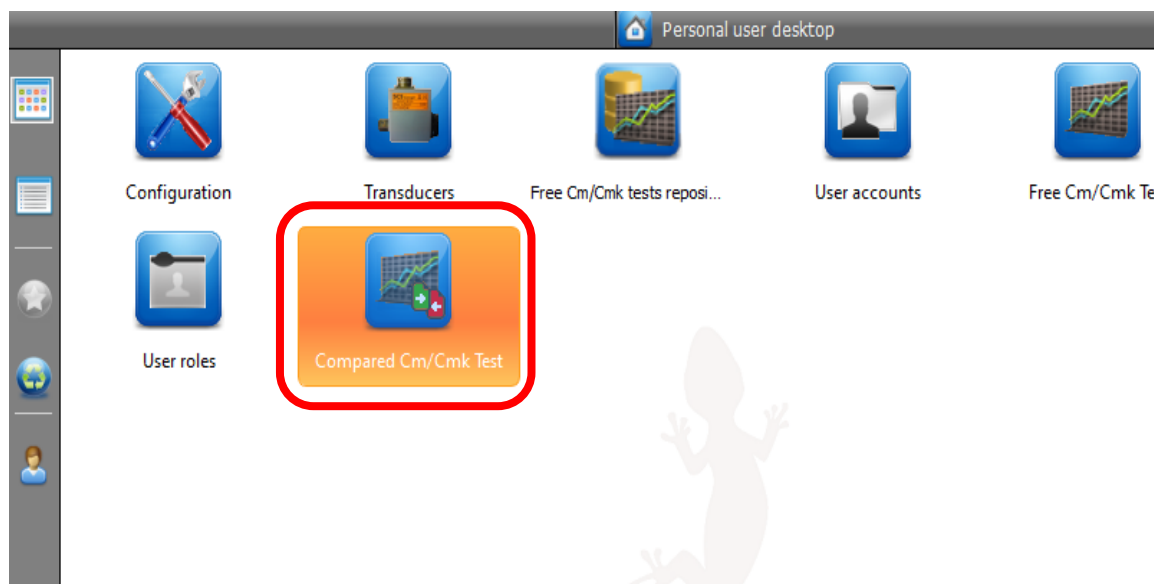 Personal user desktop
Configuration
Transducers
Free Cm/Cmk tests reposi...
User accounts
Free Cm/Cmk Te
User roles
Compared Cm/Cmk Test